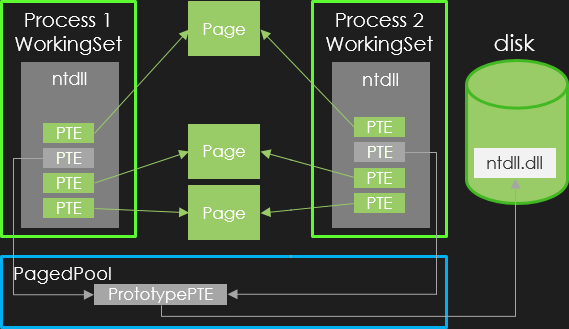 Process 1
WorkingSet
ntdll
PTE
PTE
PTE
PTE
Page
Page
Page
Process 2
WorkingSet
ntdll
PTE
PTE
PTE
PTE
disk
ntdll.dll
PagedPool
PrototypePTE